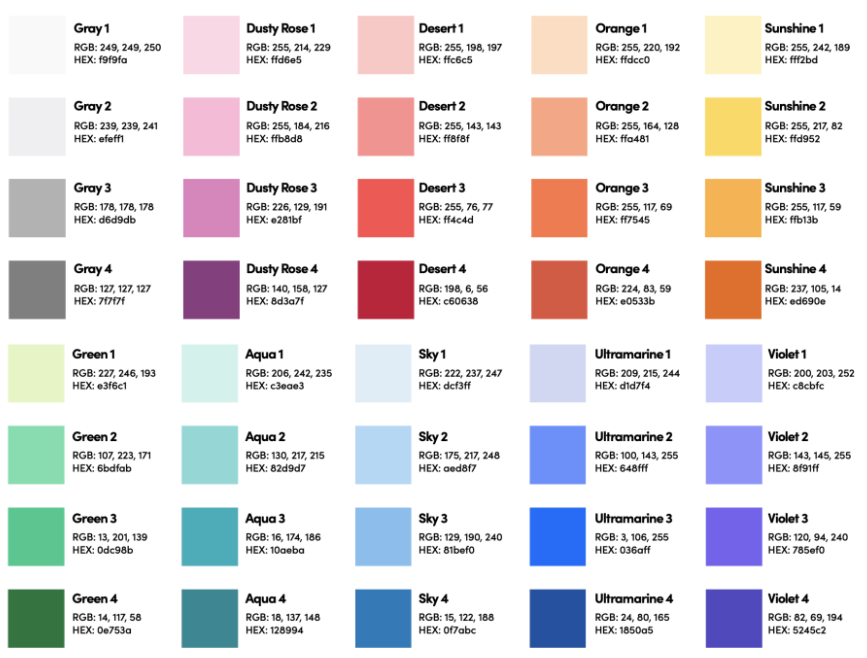 Gray 1
RGB: 249, 249, 250
HEX: f9f9fa
Dusty Rose 1
RGB: 255, 214, 229
HEX: ffd6e5
Desert 1
RGB: 255, 198, 197
HEX: ffc6c5
Orange 1
RGB: 255, 220, 192
HEX: ffdcc0
Sunshine 1
RGB: 255, 242, 189
HEX: fff2bd
Gray 2
RGB: 239, 239, 241
HEX: efeff1
Dusty Rose 2
RGB: 255, 184, 216
HEX: ffb8d8
Desert 2
RGB: 255, 143, 143
HEX: ff8f8f
Orange 2
RGB: 255, 164, 128
HEX: ffa481
Sunshine 2
RGB: 255, 217, 82
HEX: ffd952
Gray 3
RGB: 178, 178, 178
HEX: d6d9db
Dusty Rose 3
RGB: 226, 129, 191
HEX: e281bf
Desert 3
RGB: 255, 76, 77
HEX: ff4c4d
Orange 3
RGB: 255, 117, 69
HEX: ff7545
Sunshine 3
RGB: 255, 117, 59
HEX: ffb13b
Gray 4
RGB: 127, 127, 127
HEX: 7f7f7f
Dusty Rose 4
RGB: 140, 158, 127
HEX: 8d3a7f
Desert 4
RGB: 198, 6, 56
HEX: c60638
Orange 4
RGB: 224, 83, 59
HEX: e0533b
Sunshine 4
RGB: 237, 105, 14
HEX: ed690e
Green 1
RGB: 227, 246, 193
HEX: e3f6c1
Aqua 1
RGB: 206, 242, 235
HEX: c3eae3
Sky 1
RGB: 222, 237, 247
HEX: dcf3ff
Ultramarine 1
RGB: 209, 215, 244
HEX: d1d7f4
Violet 1
RGB: 200, 203, 252
HEX: c8cbfc
Green 2
RGB: 107, 223, 171
HEX: 6bdfab
Aqua 2
RGB: 130, 217, 215
HEX: 82d9d7
Sky 2
RGB: 175, 217, 248
HEX: aed8f7
Ultramarine 2
RGB: 100, 143, 255
HEX: 648fff
Violet 2
RGB: 143, 145, 255
HEX: 8f91ff
Green 3
RGB: 13, 201, 139
HEX: 0dc98b
Aqua 3
RGB: 16, 174, 186
HEX: 10aeba
Sky 3
RGB: 129, 190, 240
HEX: 81bef0
Ultramarine 3
RGB: 3, 106, 255
HEX: 036aff
Violet 3
RGB: 120, 94, 240
HEX: 785ef0
Green 4
RGB: 14, 117, 58
HEX: 0e753a
Aqua 4
RGB: 18, 137, 148
HEX: 128994
Sky 4
RGB: 15, 122, 188
HEX: 0f7abc
Ultramarine 4
RGB: 24, 80, 165
HEX: 1850a5
Violet 4
RGB: 82, 69, 194
HEX: 5245c2